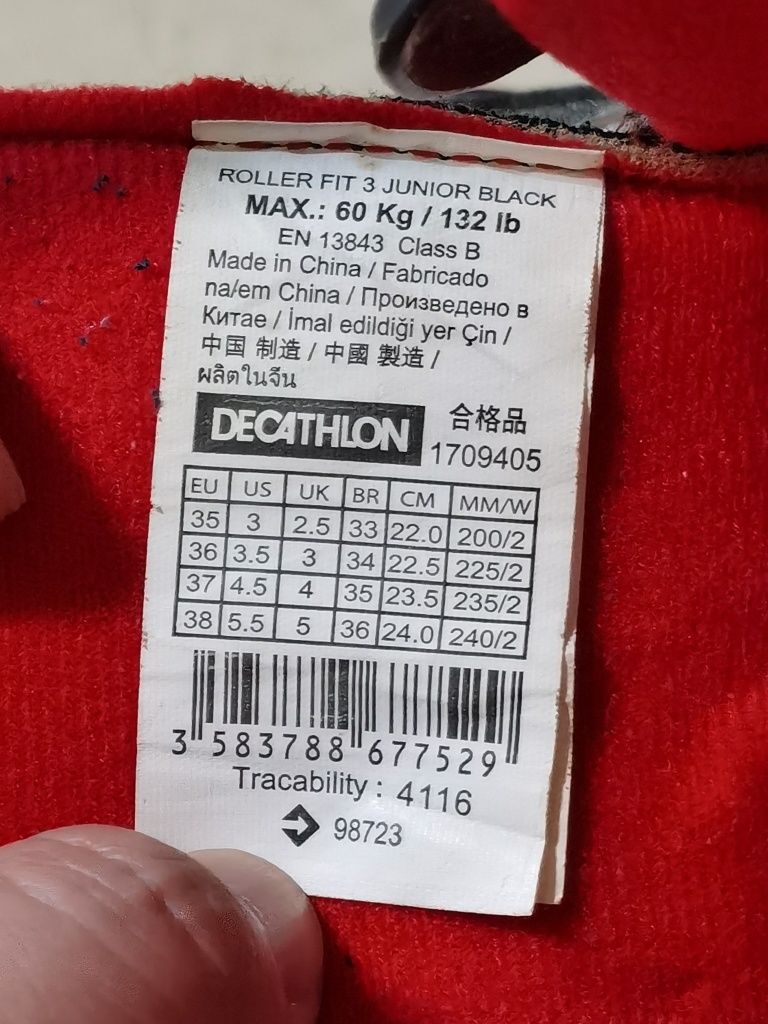 ROLLER FIT 3 JUNIOR BLACK
MAX.: 60 Kg / 132 lb
EN 13843 Class B
Made in China / Fabricado
na/em China / Произведено в
Китае / İmal edildiği yer Çin /
中国 制造 / 中國 製造 /
ผลิตในจีน
DECATHLON 合格品
1709405
EU US UK BR CM MM/W
35 3 2.5 33 22.0 200/2
36 3.5 3 34 22.5 225/2
37 4.5 4 35 23.5 235/2
38 5.5 5 36 24.0 240/2
3 583788 677529
Tracability : 4116
98723